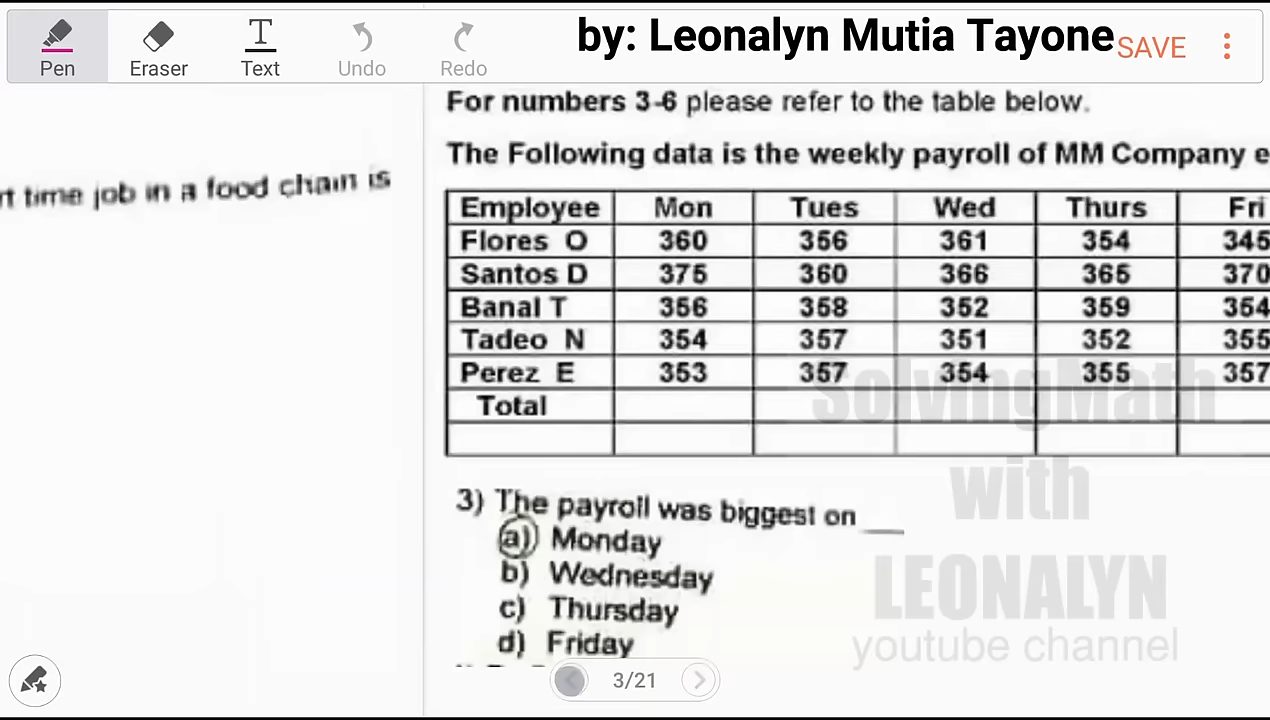 by: Leonalyn Mutia Tayone
SAVE
Pen Eraser Text Undo Redo
rt time job in a food chain is
For numbers 3-6 please refer to the table below.
The Following data is the weekly payroll of MM Company e
Employee Mon Tues Wed Thurs Fri
Flores O 360 356 361 354 345
Santos D 375 360 366 365 370
Banal T 356 358 352 359 354
Tadeo N 354 357 351 352 355
Perez E 353 357 354 355 357
Total
3) The payroll was biggest on ___
a) Monday
b) Wednesday
c) Thursday
d) Friday
SolvingMath
with
LEONALYN
youtube channel
3/21